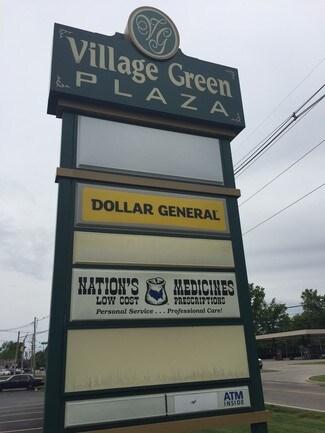 VG
Village Green
PLAZA
DOLLAR GENERAL
NATION'S MEDICINES
LOW COST PRESCRIPTIONS
Personal Service . . . Professional Care!
ATM
INSIDE